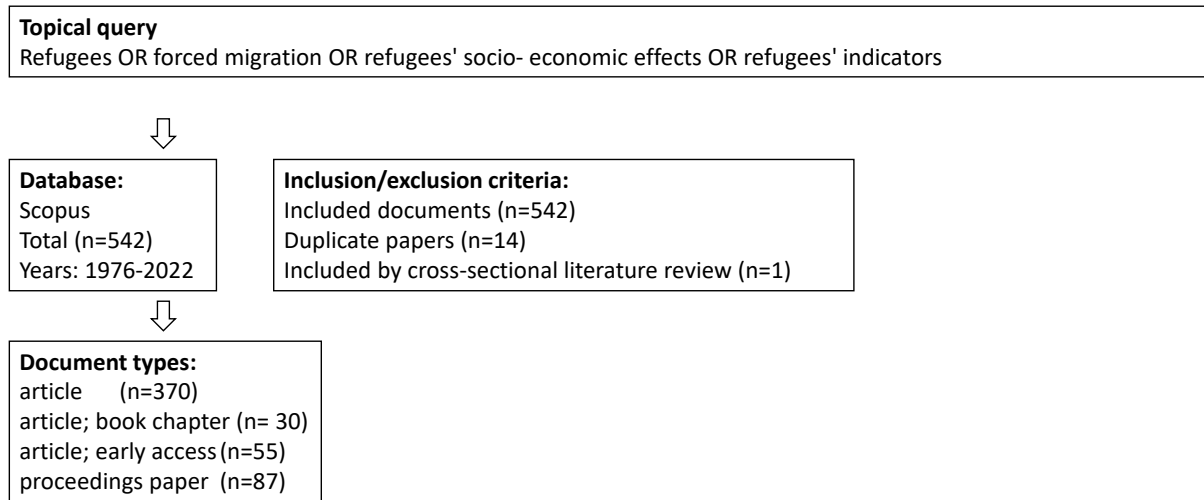 Topical query
Refugees OR forced migration OR refugees' socio- economic effects OR refugees' indicators
Database:
Scopus
Total (n=542)
Years: 1976-2022
Inclusion/exclusion criteria:
Included documents (n=542)
Duplicate papers (n=14)
Included by cross-sectional literature review (n=1)
Document types:
article (n=370)
article; book chapter (n= 30)
article; early access (n=55)
proceedings paper (n=87)